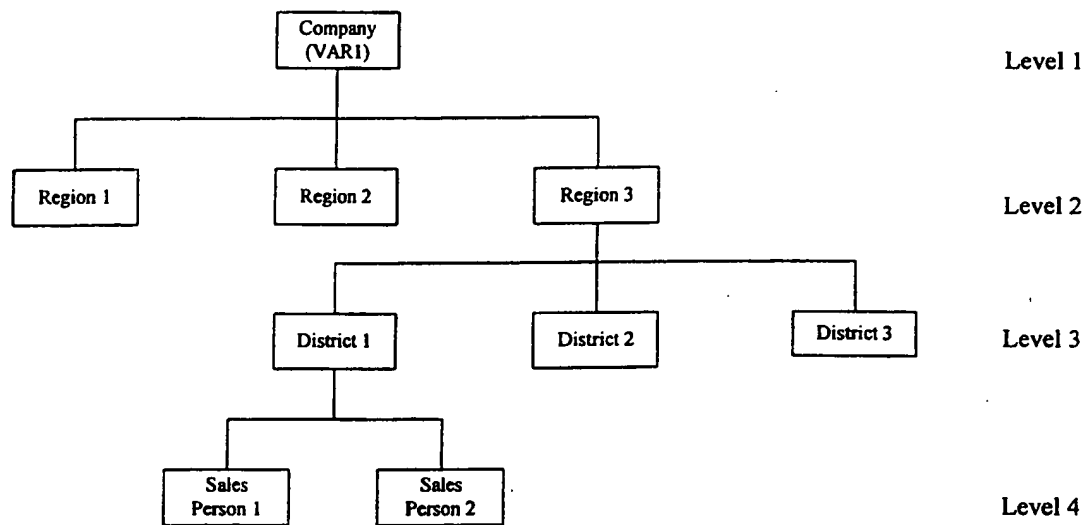 Company
(VAR1)
Level 1
Region 1
Region 2
Region 3
Level 2
District 1
District 2
District 3
Level 3
Sales
Person 1
Sales
Person 2
Level 4